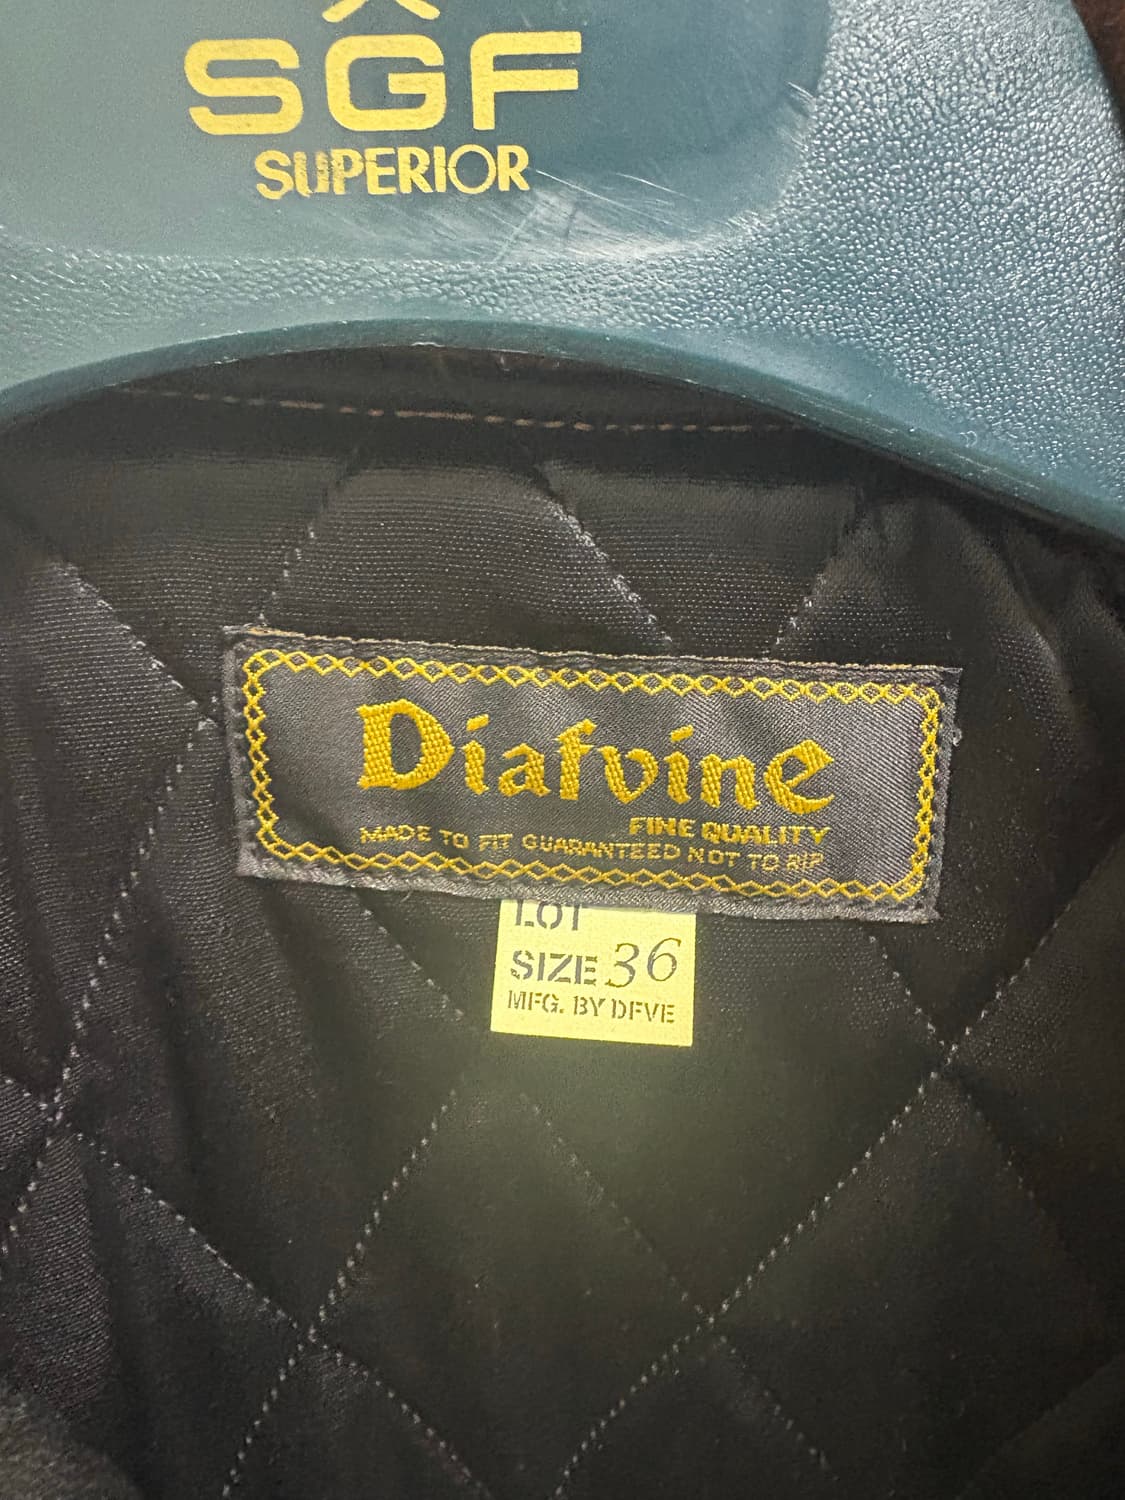 SGF
SUPERIOR
Diafvine
FINE QUALITY
MADE TO FIT GUARANTEED NOT TO RIP
LOT
SIZE 36
MFG. BY DFVE